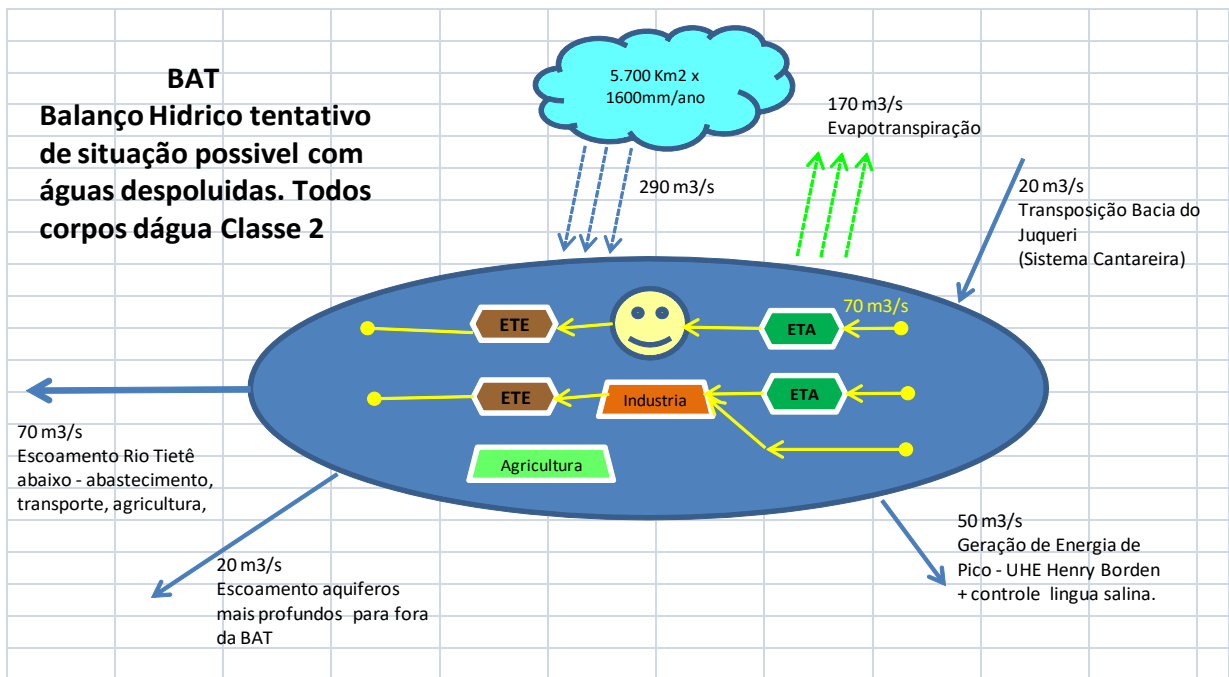 BAT
Balanço Hidrico tentativo
de situação possivel com
águas despoluidas. Todos
corpos dágua Classe 2
5.700 Km2 x
1600mm/ano
290 m3/s
170 m3/s
Evapotranspiração
20 m3/s
Transposição Bacia do
Juqueri
(Sistema Cantareira)
70 m3/s
ETE
ETA
ETE
Industria
ETA
Agricultura
70 m3/s
Escoamento Rio Tietê
abaixo - abastecimento,
transporte, agricultura,
20 m3/s
Escoamento aquiferos
mais profundos para fora
da BAT
50 m3/s
Geração de Energia de
Pico - UHE Henry Borden
+ controle lingua salina.